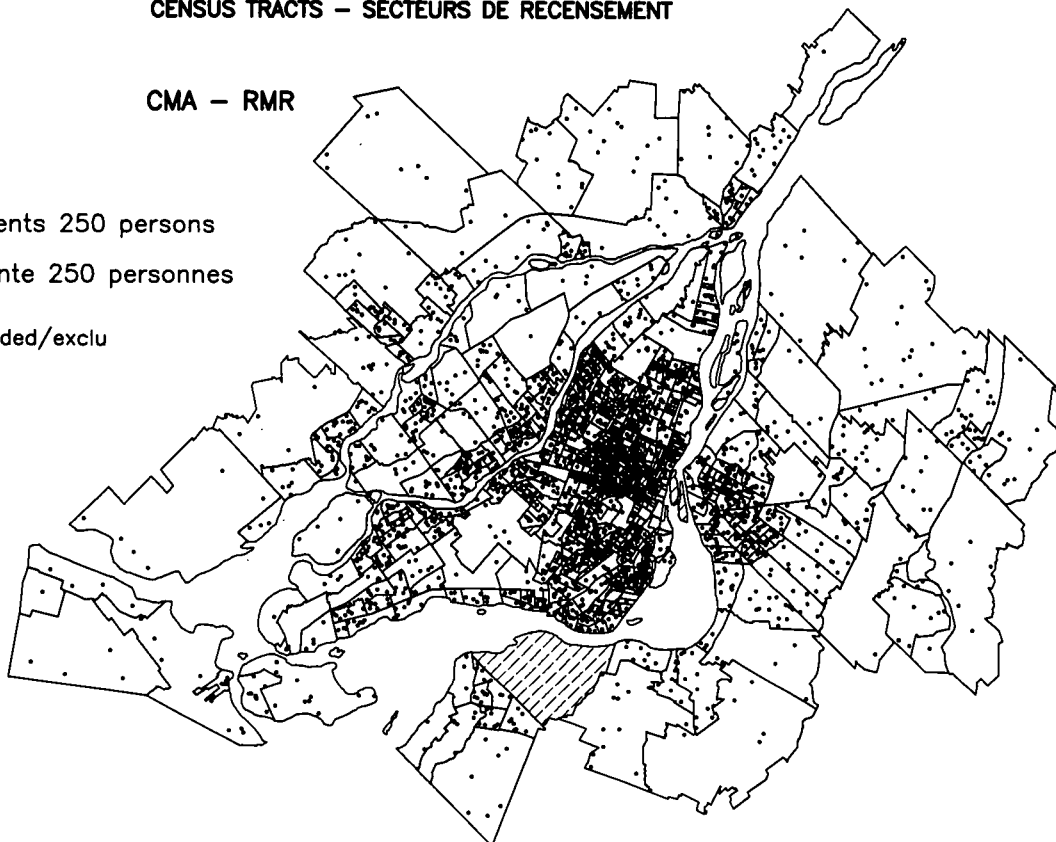 CENSUS TRACTS – SECTEURS DE RECENSEMENT
CMA – RMR
ents 250 persons
nte 250 personnes
ded/exclu